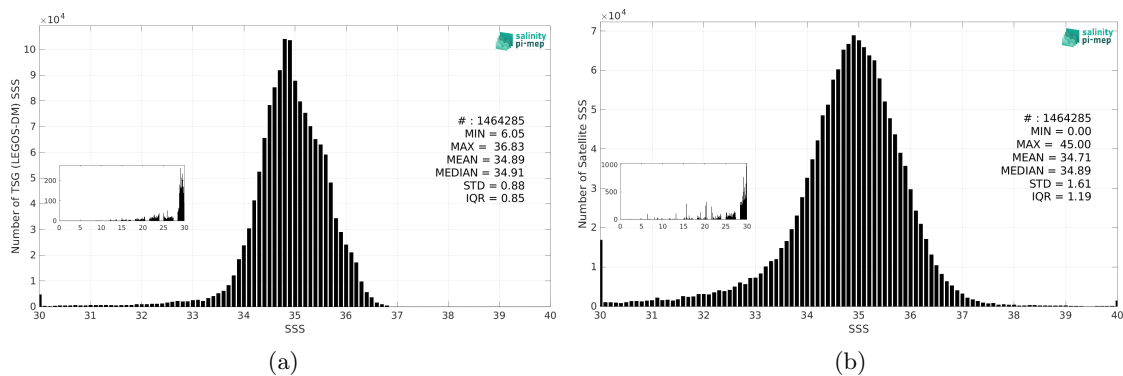 ×10⁴
10
9
8
7
6
5
4
3
2
1
0
Number of TSG (LEGOS-DM) SSS
salinity
pi-mep
# : 1464285
MIN = 6.05
MAX = 36.83
MEAN = 34.89
MEDIAN = 34.91
STD = 0.88
IQR = 0.85
200
100
0
0 5 10 15 20 25 30
30 31 32 33 34 35 36 37 38 39 40
SSS
(a)
×10⁴
7
6
5
4
3
2
1
0
Number of Satellite SSS
salinity
pi-mep
# : 1464285
MIN = 0.00
MAX = 45.00
MEAN = 34.71
MEDIAN = 34.89
STD = 1.61
IQR = 1.19
1000
500
0
0 5 10 15 20 25 30
30 31 32 33 34 35 36 37 38 39 40
SSS
(b)